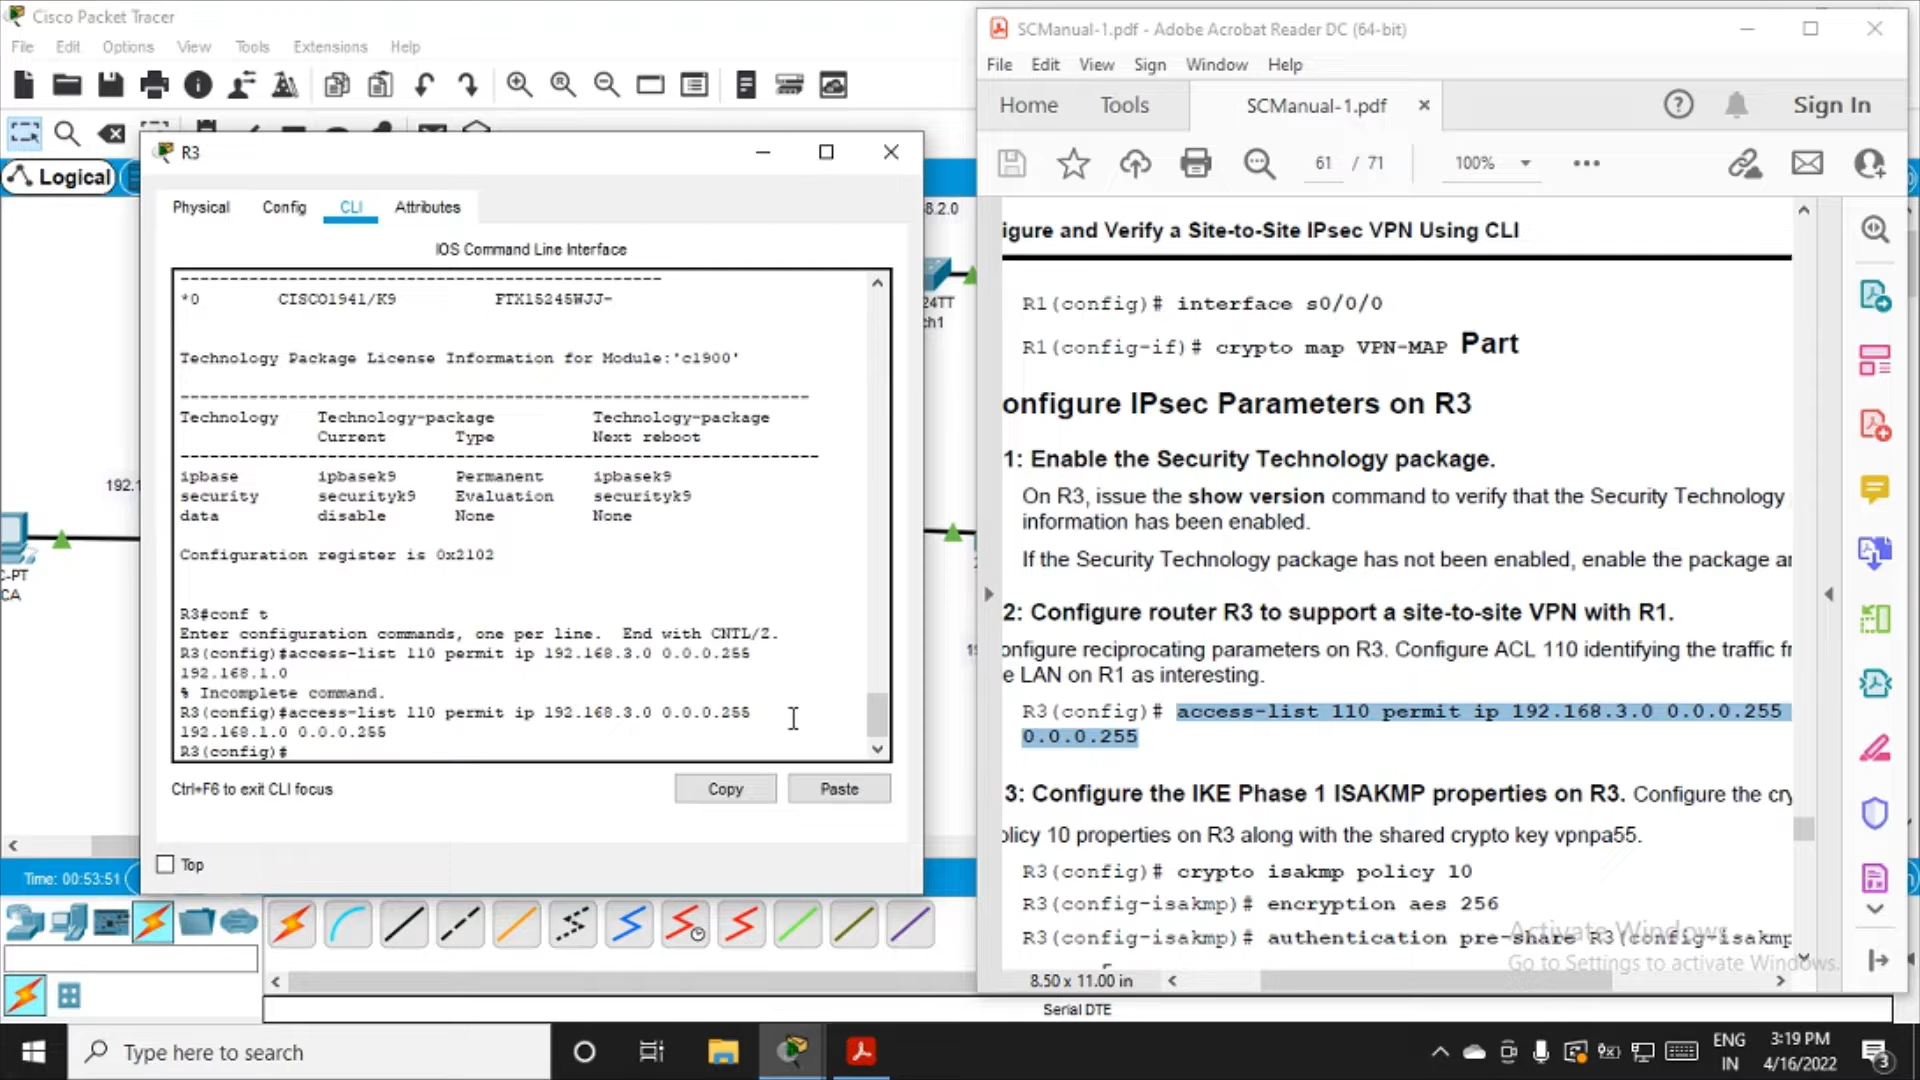 Cisco Packet Tracer
File Edit Options View Tools Extensions Help
Logical
8.2.0
24TT
ch1
192.1
C-PT
CA
R3
Physical Config CLI Attributes
IOS Command Line Interface
*0 CISCO1941/K9 FTX15245WJJ-
Technology Package License Information for Module:'c1900'
Technology Technology-package Technology-package
Current Type Next reboot
ipbase ipbasek9 Permanent ipbasek9
security securityk9 Evaluation securityk9
data disable None None
Configuration register is 0x2102
R3#conf t
Enter configuration commands, one per line. End with CNTL/Z.
R3(config)#access-list 110 permit ip 192.168.3.0 0.0.0.255
192.168.1.0
% Incomplete command.
R3(config)#access-list 110 permit ip 192.168.3.0 0.0.0.255
192.168.1.0 0.0.0.255
R3(config)#
Ctrl+F6 to exit CLI focus
Copy Paste
Top
Time: 00:53:51
Serial DTE
SCManual-1.pdf - Adobe Acrobat Reader DC (64-bit)
File Edit View Sign Window Help
Home Tools SCManual-1.pdf × Sign In
61 / 71 100%
igure and Verify a Site-to-Site IPsec VPN Using CLI
R1(config)# interface s0/0/0
R1(config-if)# crypto map VPN-MAP Part
onfigure IPsec Parameters on R3
1: Enable the Security Technology package.
On R3, issue the show version command to verify that the Security Technology
information has been enabled.
If the Security Technology package has not been enabled, enable the package an
2: Configure router R3 to support a site-to-site VPN with R1.
onfigure reciprocating parameters on R3. Configure ACL 110 identifying the traffic fr
e LAN on R1 as interesting.
R3(config)# access-list 110 permit ip 192.168.3.0 0.0.0.255
0.0.0.255
3: Configure the IKE Phase 1 ISAKMP properties on R3. Configure the cry
olicy 10 properties on R3 along with the shared crypto key vpnpa55.
R3(config)# crypto isakmp policy 10
R3(config-isakmp)# encryption aes 256
R3(config-isakmp)# authentication pre-share R3(config-isakmp
Activate Windows
Go to Settings to activate Windows.
8.50 x 11.00 in
Type here to search
ENG
IN
3:19 PM
4/16/2022
3